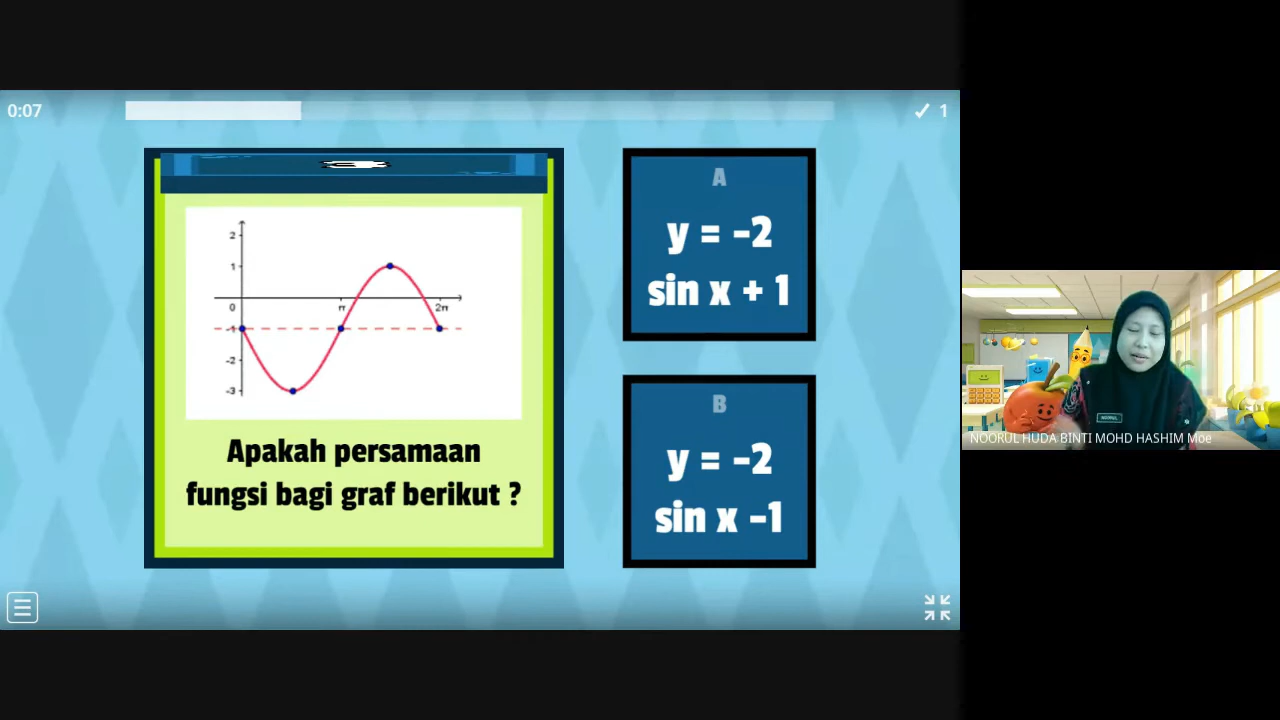 0:07
1
2
1
0
π
2π
-1
-2
-3
Apakah persamaan
fungsi bagi graf berikut ?
A
y = -2
sin x + 1
B
y = -2
sin x -1
NOORUL
NOORUL HUDA BINTI MOHD HASHIM Moe